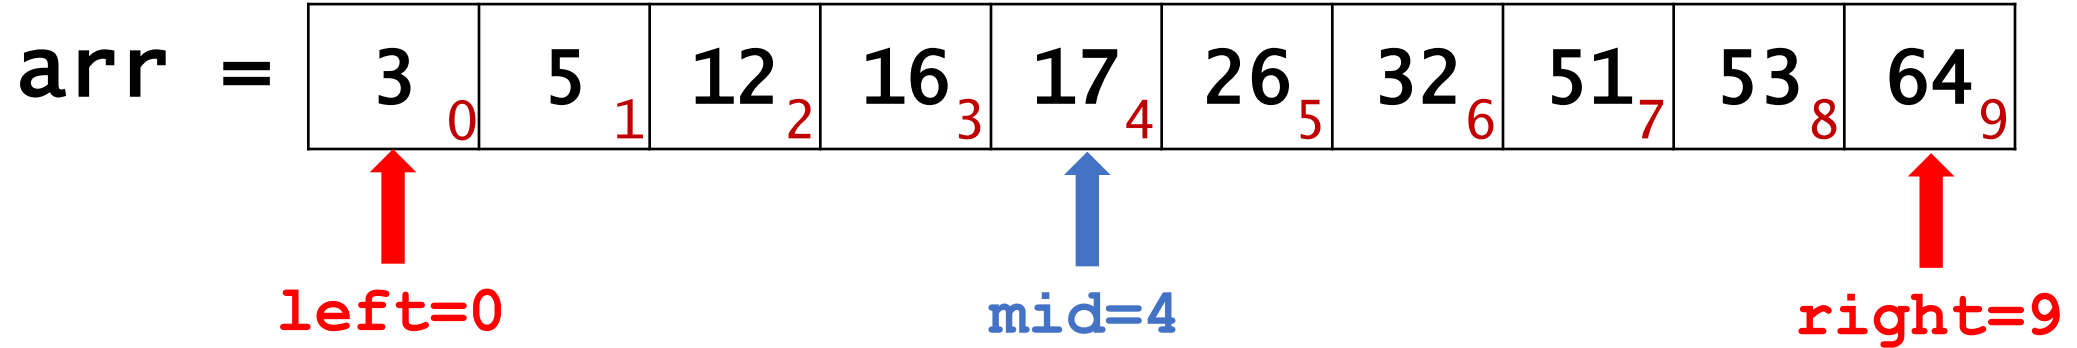 arr = 3 0 5 1 12 2 16 3 17 4 26 5 32 6 51 7 53 8 64 9
left=0 mid=4 right=9